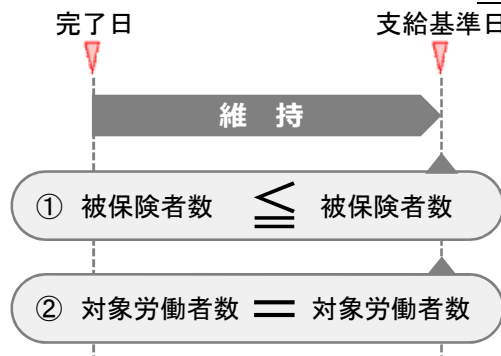 完了日 支給基準日
維 持
① 被保険者数 ≦ 被保険者数
② 対象労働者数 = 対象労働者数